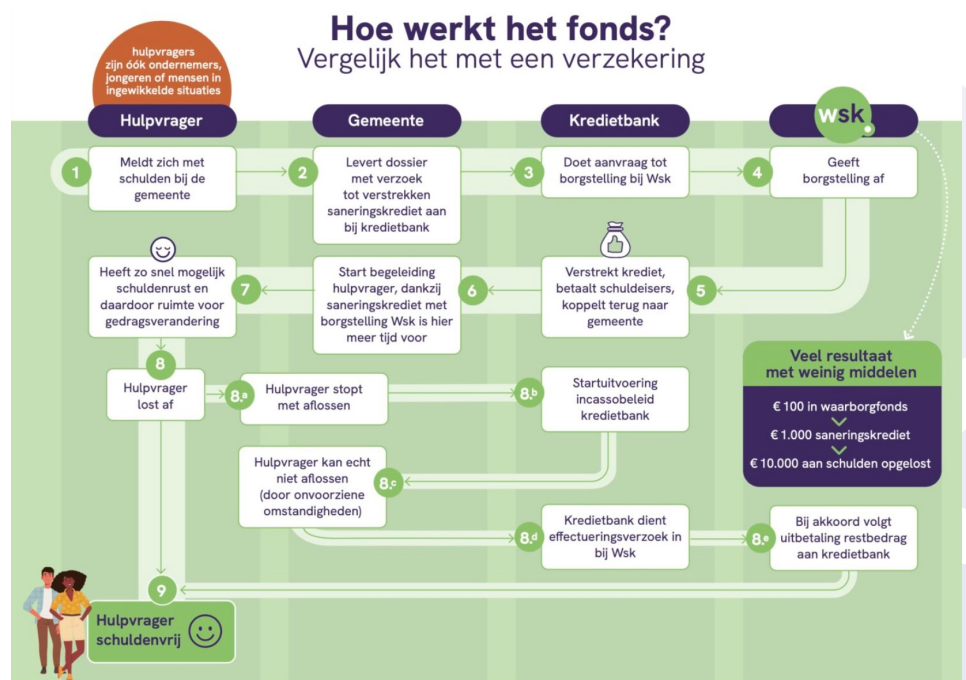 Hoe werkt het fonds?
Vergelijk het met een verzekering
hulpvragers
zijn óók ondernemers,
jongeren of mensen in
ingewikkelde situaties
Hulpvrager
Gemeente
Kredietbank
wsk.
1
Meldt zich met
schulden bij de
gemeente
2
Levert dossier
met verzoek
tot verstrekken
saneringskrediet aan
bij kredietbank
3
Doet aanvraag tot
borgstelling bij Wsk
4
Geeft
borgstelling af
Heeft zo snel mogelijk
schuldenrust en
daardoor ruimte voor
gedragsverandering
7
Start begeleiding
hulpvrager, dankzij
saneringskrediet met
borgstelling Wsk is hier
meer tijd voor
6
Verstrekt krediet,
betaalt schuldeisers,
koppelt terug naar
gemeente
5
8
Hulpvrager
lost af
8.a
Hulpvrager stopt
met aflossen
8.b
Startuitvoering
incassobeleid
kredietbank
Hulpvrager kan echt
niet aflossen
(door onvoorziene
omstandigheden)
8.c
8.d
Kredietbank dient
effectueringsverzoek in
bij Wsk
8.e
Bij akkoord volgt
uitbetaling restbedrag
aan kredietbank
Veel resultaat
met weinig middelen
€ 100 in waarborgfonds
€ 1.000 saneringskrediet
€ 10.000 aan schulden opgelost
9
Hulpvrager
schuldenvrij